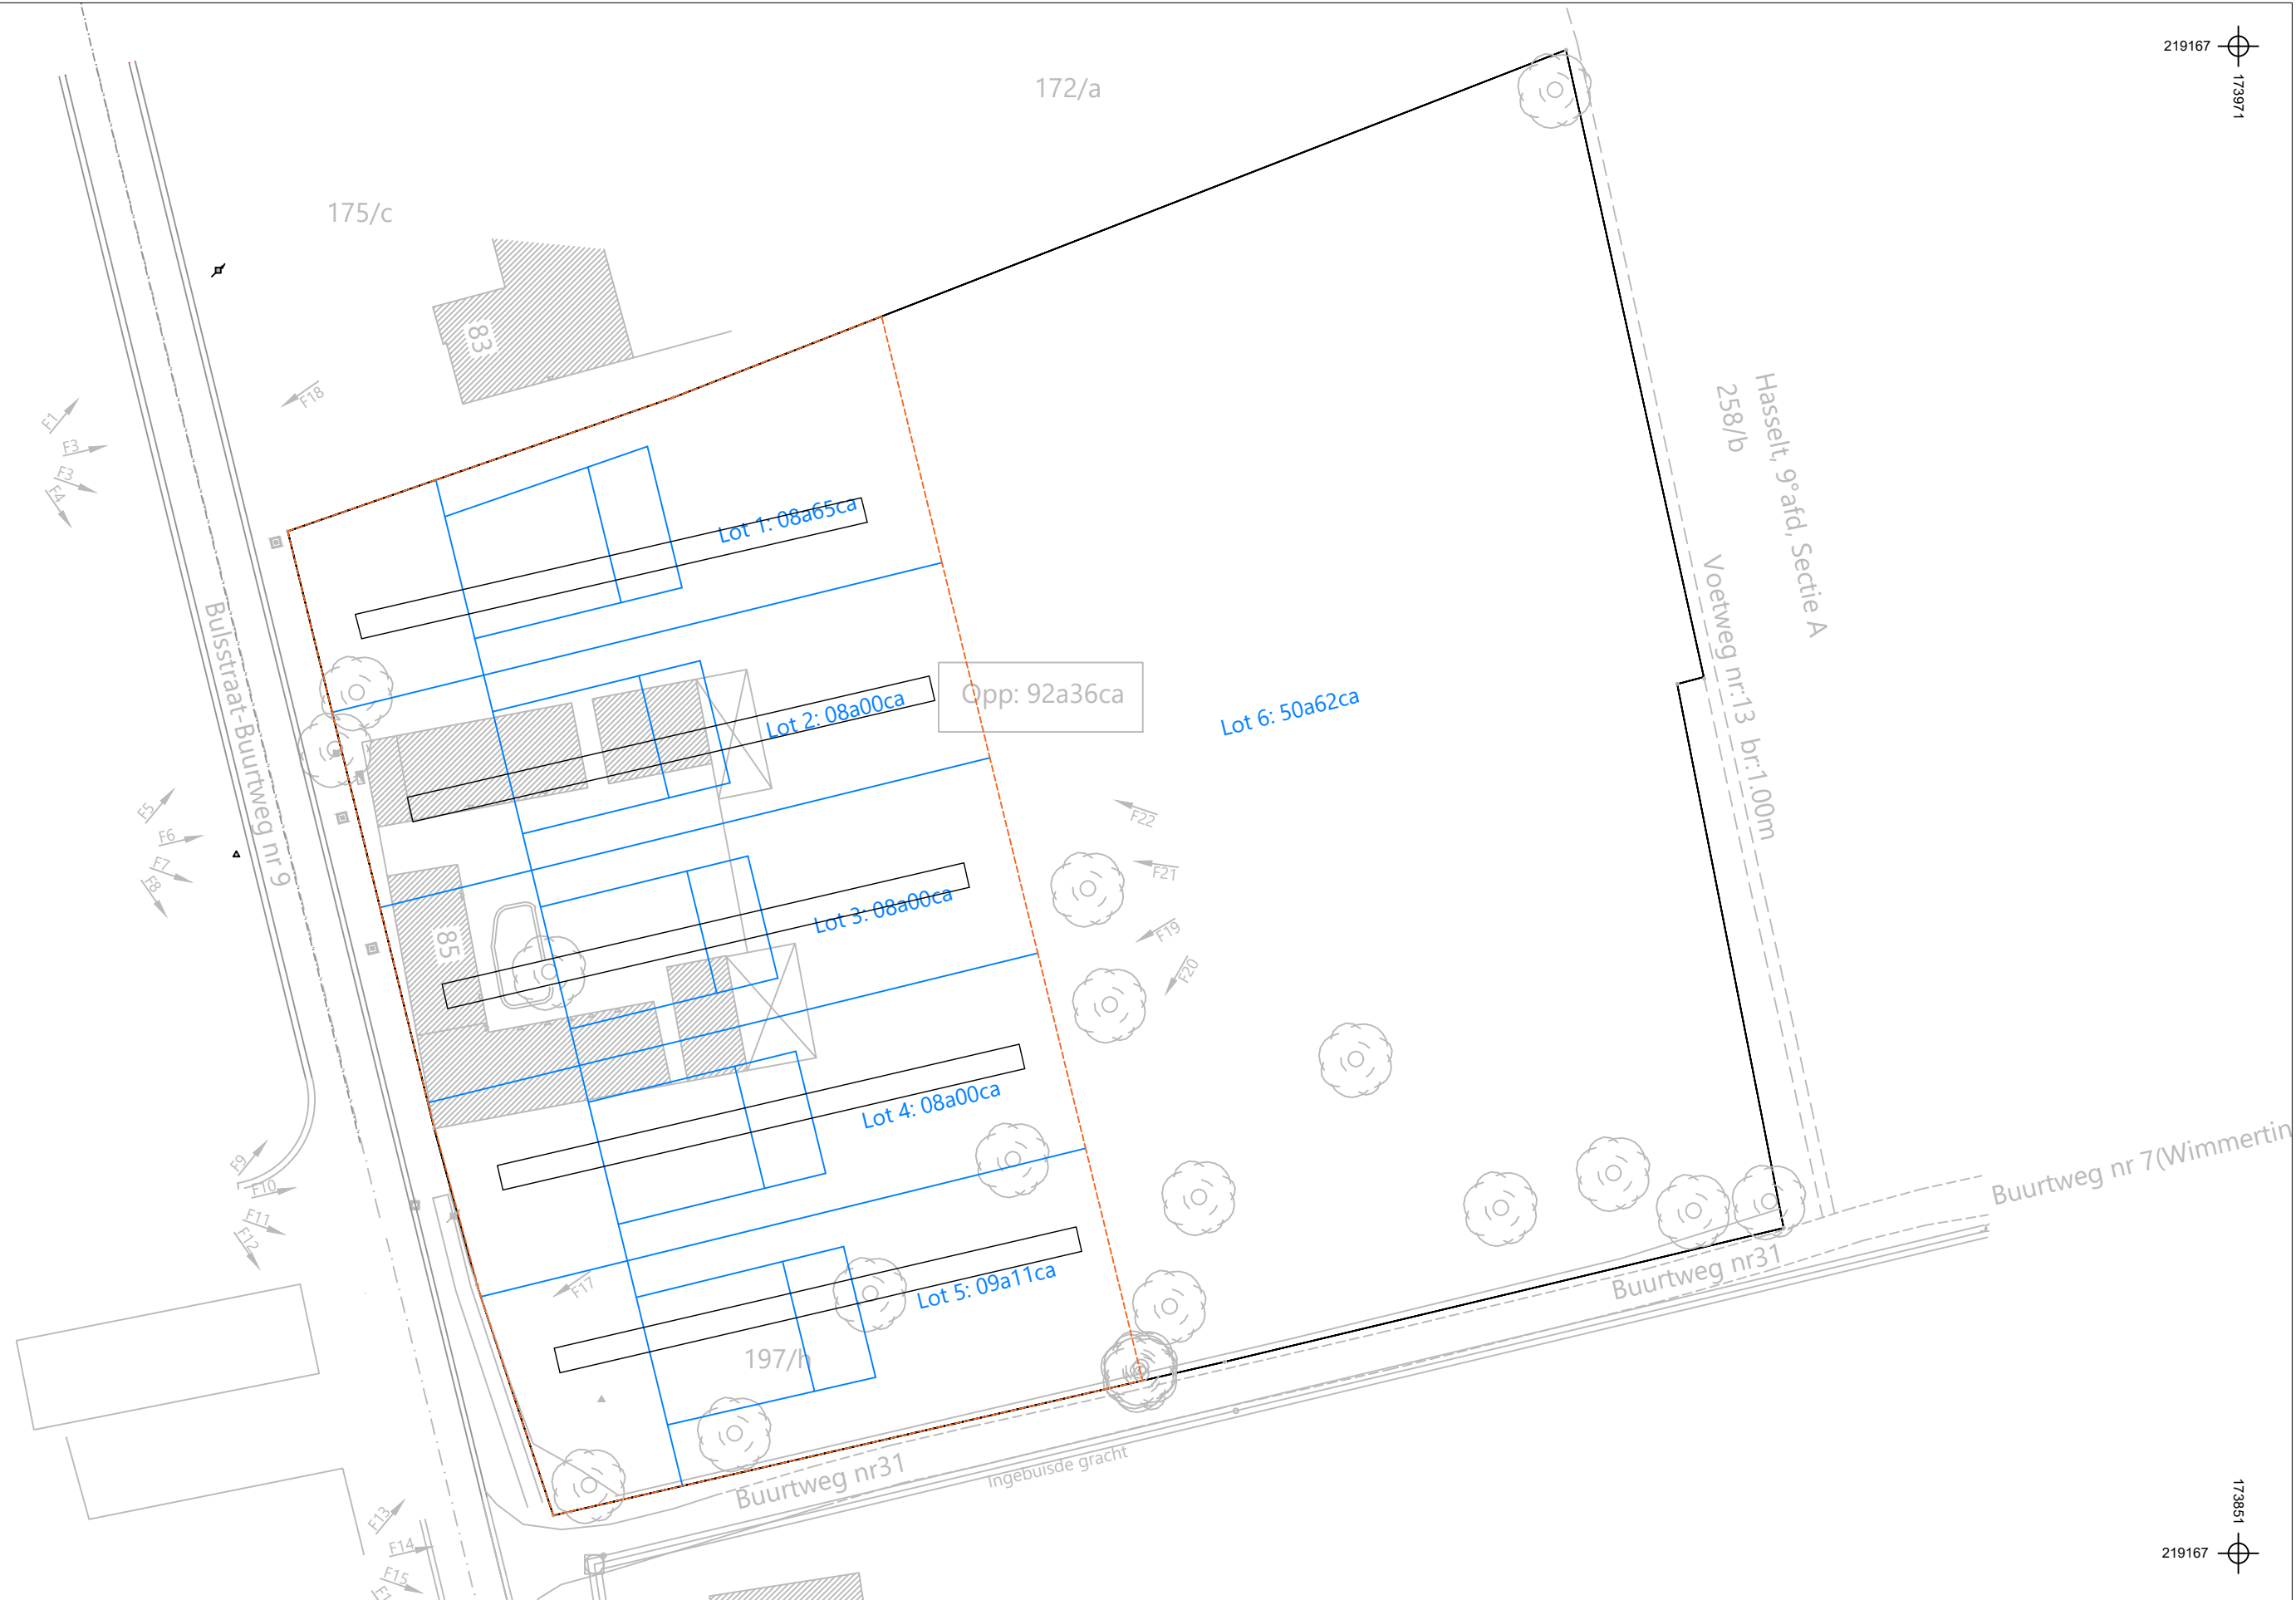 219167
173971
172/a
175/c
83
F18
F1
F3
F3
F4
Hasselt, 9°afd, Sectie A
258/b
Lot 1: 08a65ca
Voetweg nr:13 br:1.00m
Bulsstraat-Buurtweg nr 9
Opp: 92a36ca
Lot 2: 08a00ca
Lot 6: 50a62ca
F5
F6
F7
F8
F22
F21
F19
F20
Lot 3: 08a00ca
85
Lot 4: 08a00ca
F9
F10
F11
F12
Buurtweg nr 7(Wimmertin
Buurtweg nr31
F17
Lot 5: 09a11ca
197/h
Buurtweg nr31
Ingebuisde gracht
F13
F14
F15
F1
173851
219167